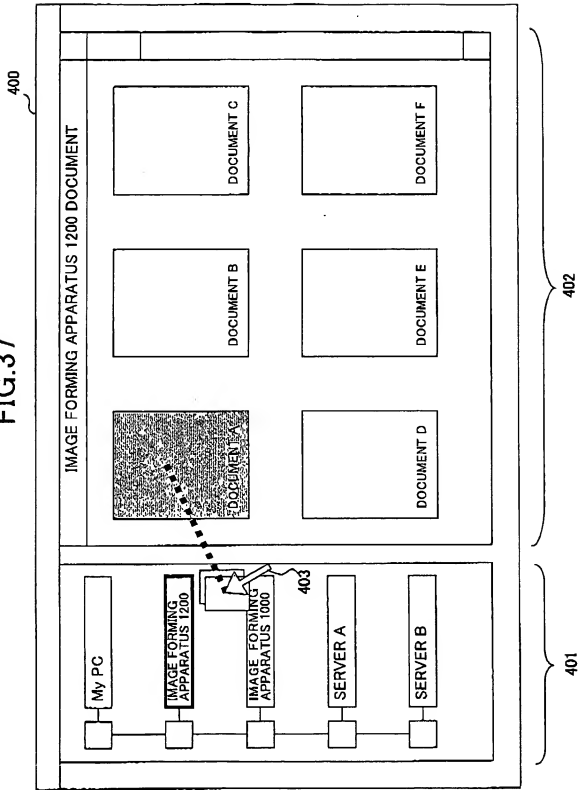 FIG.37
400
IMAGE FORMING APPARATUS 1200 DOCUMENT
My PC
IMAGE FORMING
APPARATUS 1200
IMAGE FORMING
APPARATUS 1000
SERVER A
SERVER B
403
DOCUMENT A
DOCUMENT B
DOCUMENT C
DOCUMENT D
DOCUMENT E
DOCUMENT F
401
402